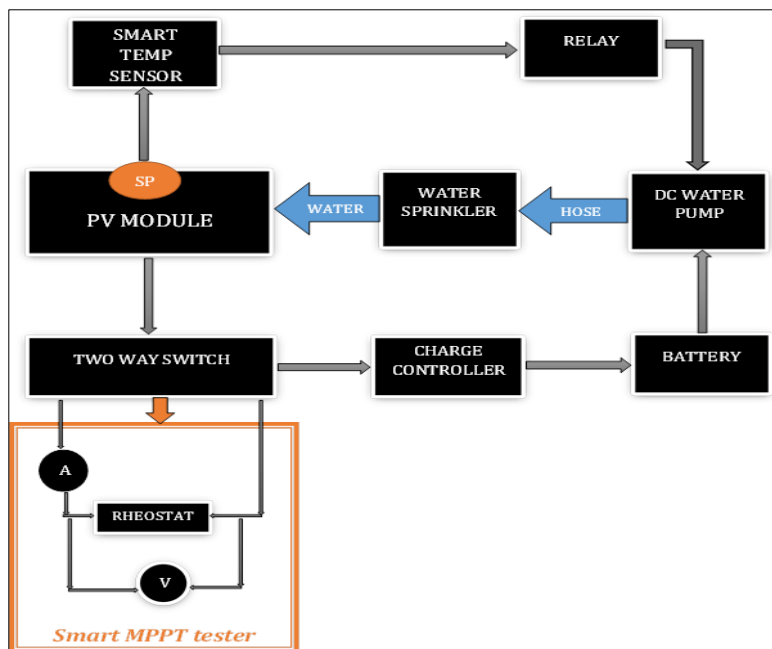 SMART
TEMP
SENSOR
RELAY
SP
PV MODULE
WATER
WATER
SPRINKLER
HOSE
DC WATER
PUMP
TWO WAY SWITCH
CHARGE
CONTROLLER
BATTERY
A
RHEOSTAT
V
Smart MPPT tester